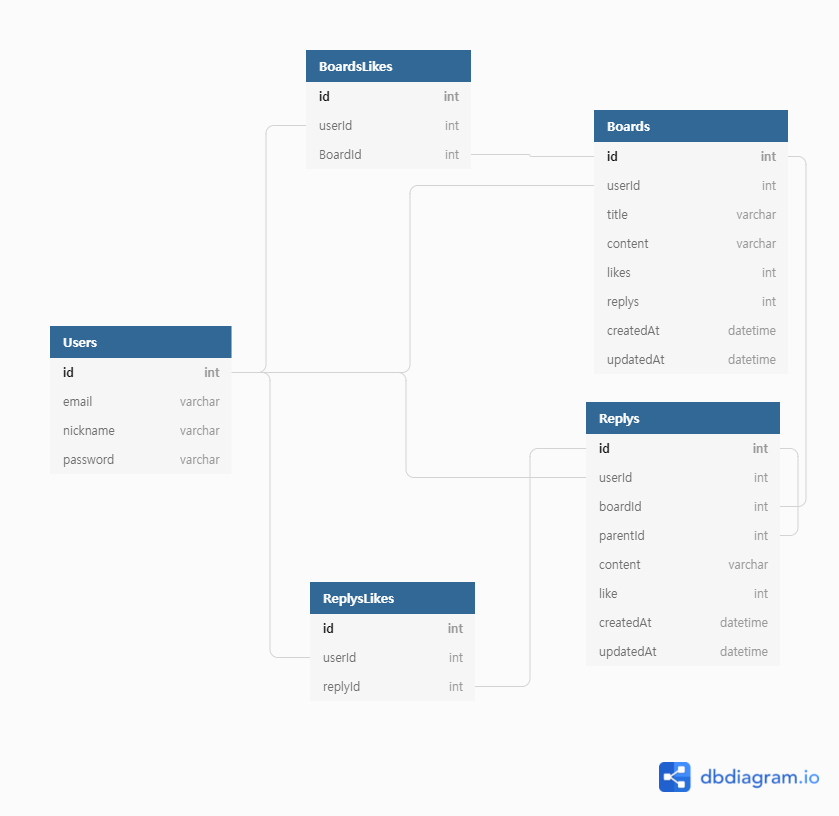 BoardsLikes
id int
userId int
BoardId int
Boards
id int
userId int
title varchar
content varchar
likes int
replys int
createdAt datetime
updatedAt datetime
Users
id int
email varchar
nickname varchar
password varchar
Replys
id int
userId int
boardId int
parentId int
content varchar
like int
createdAt datetime
updatedAt datetime
ReplysLikes
id int
userId int
replyId int
dbdiagram.io